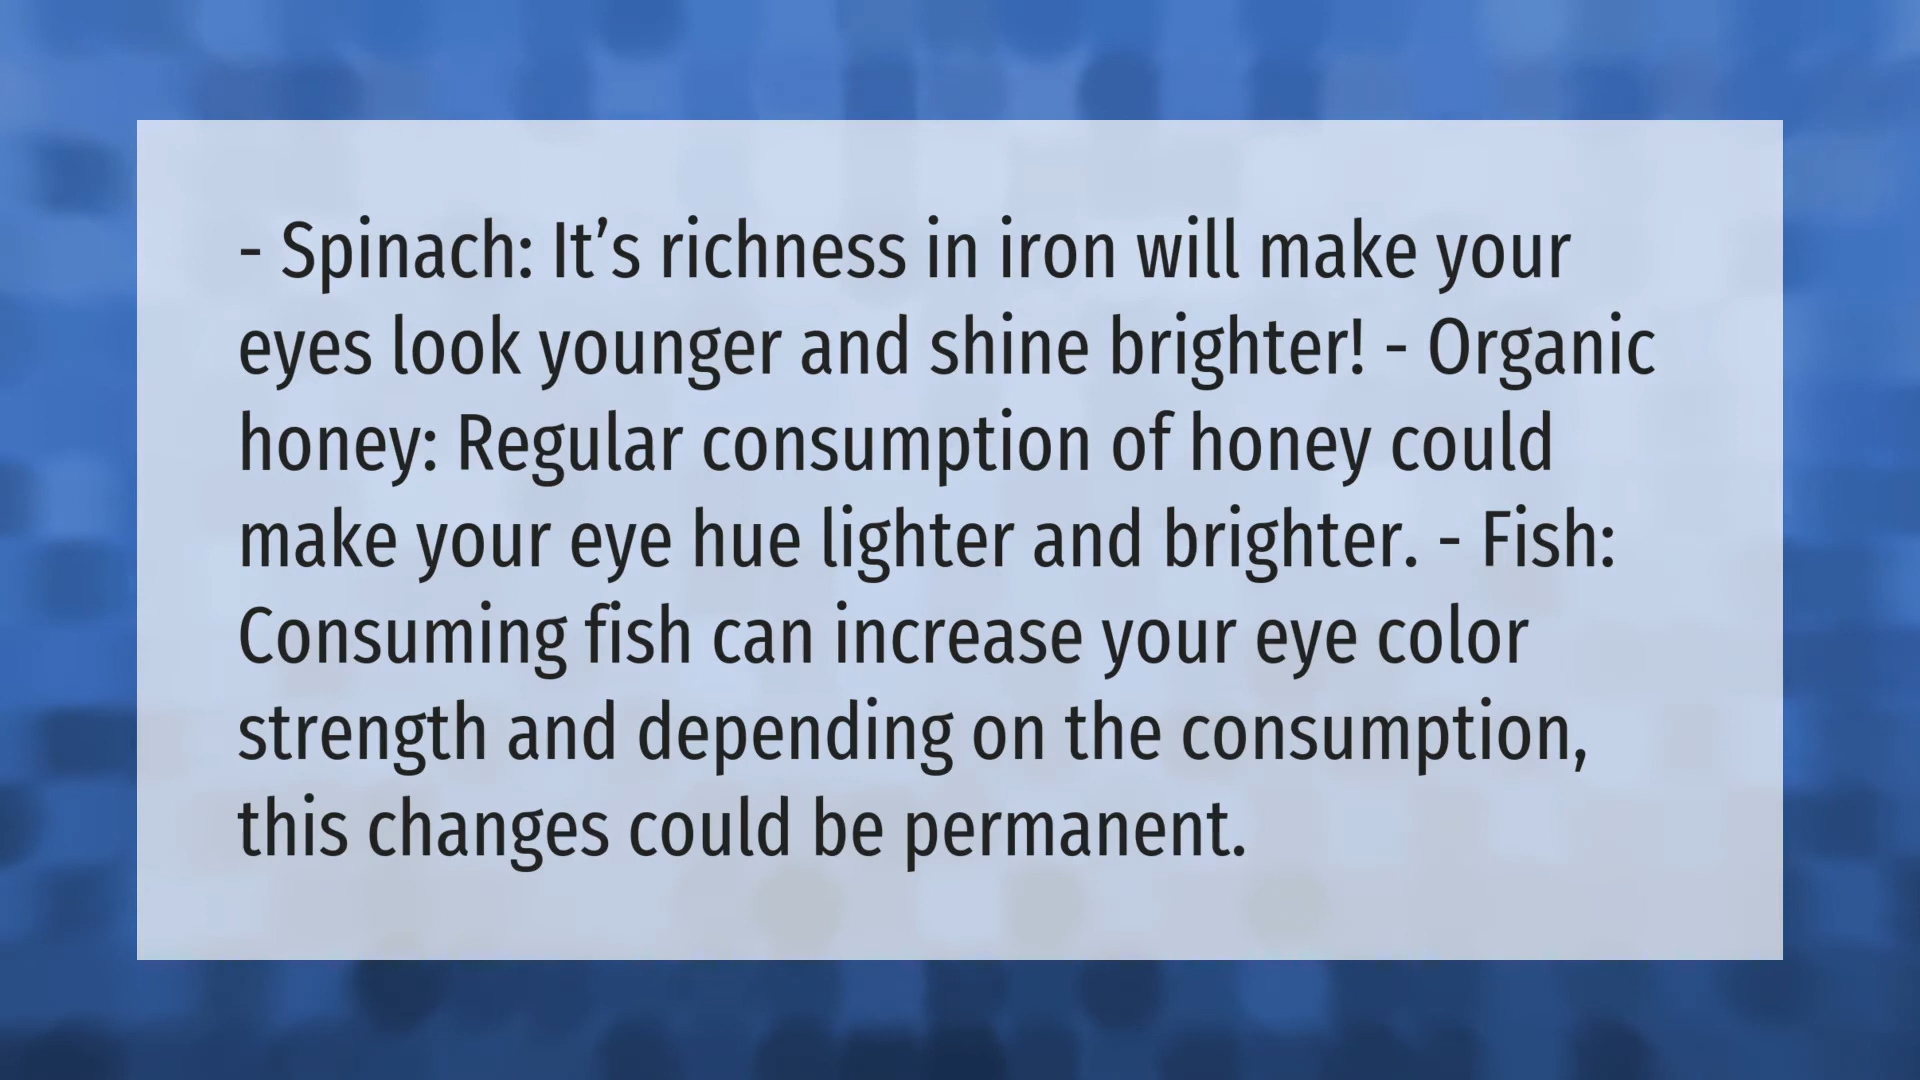 - Spinach: It’s richness in iron will make your
eyes look younger and shine brighter! - Organic
honey: Regular consumption of honey could
make your eye hue lighter and brighter. - Fish:
Consuming fish can increase your eye color
strength and depending on the consumption,
this changes could be permanent.